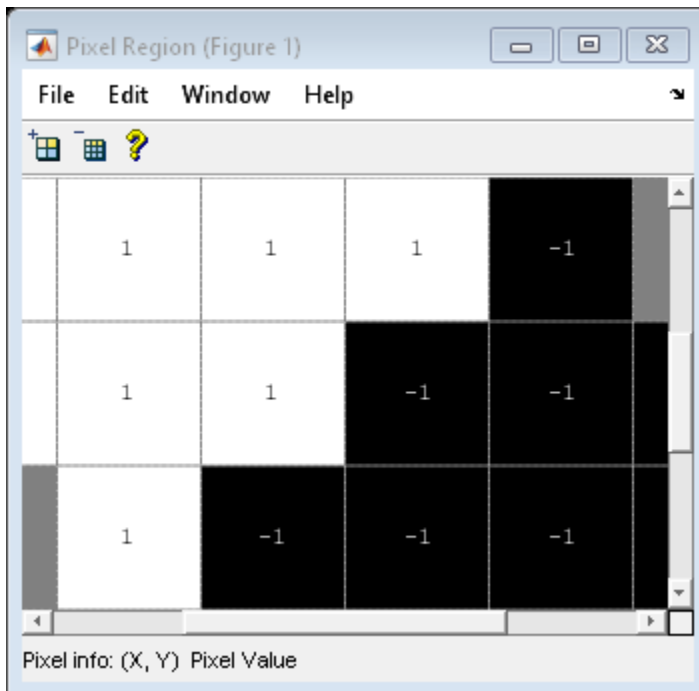 Pixel Region (Figure 1)
File Edit Window Help
1 1 1 -1
1 1 -1 -1
1 -1 -1 -1
Pixel info: (X, Y) Pixel Value